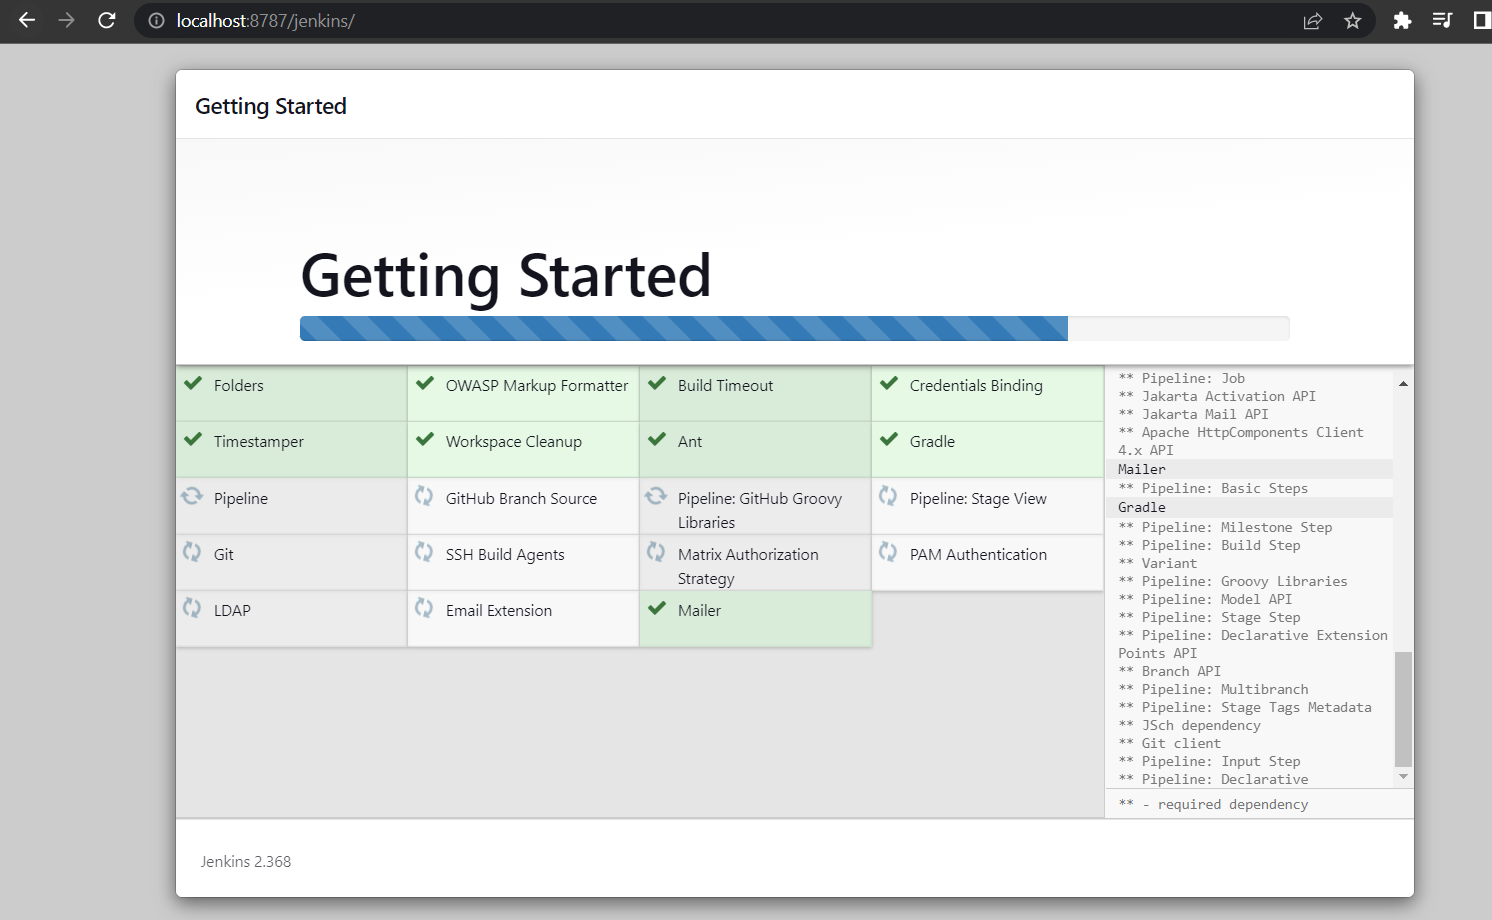 localhost:8787/jenkins/
Getting Started
Getting Started
Folders
OWASP Markup Formatter
Build Timeout
Credentials Binding
Timestamper
Workspace Cleanup
Ant
Gradle
Pipeline
GitHub Branch Source
Pipeline: GitHub Groovy
Libraries
Pipeline: Stage View
Git
SSH Build Agents
Matrix Authorization
Strategy
PAM Authentication
LDAP
Email Extension
Mailer
** Pipeline: Job
** Jakarta Activation API
** Jakarta Mail API
** Apache HttpComponents Client
4.x API
Mailer
** Pipeline: Basic Steps
Gradle
** Pipeline: Milestone Step
** Pipeline: Build Step
** Variant
** Pipeline: Groovy Libraries
** Pipeline: Model API
** Pipeline: Stage Step
** Pipeline: Declarative Extension
Points API
** Branch API
** Pipeline: Multibranch
** Pipeline: Stage Tags Metadata
** JSch dependency
** Git client
** Pipeline: Input Step
** Pipeline: Declarative
** - required dependency
Jenkins 2.368